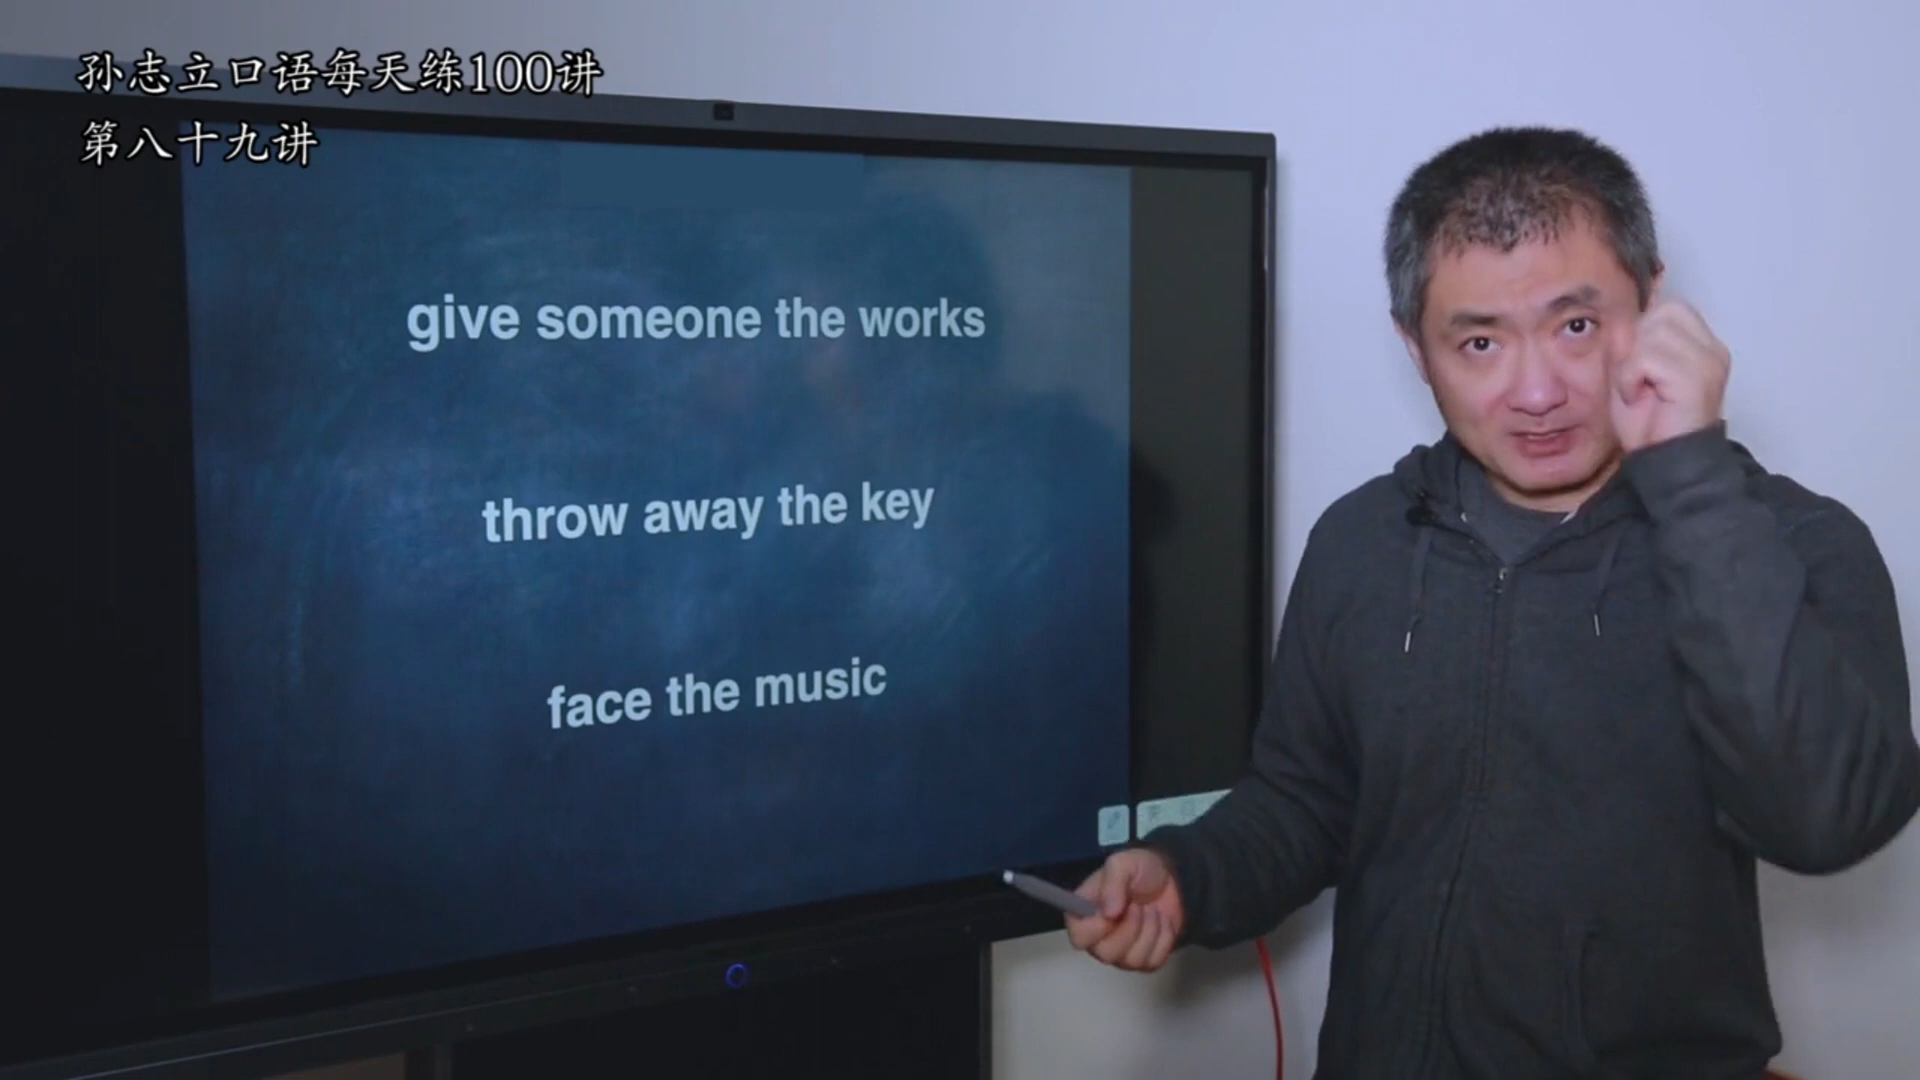 孙志立口语每天练100讲
第八十九讲
give someone the works
throw away the key
face the music